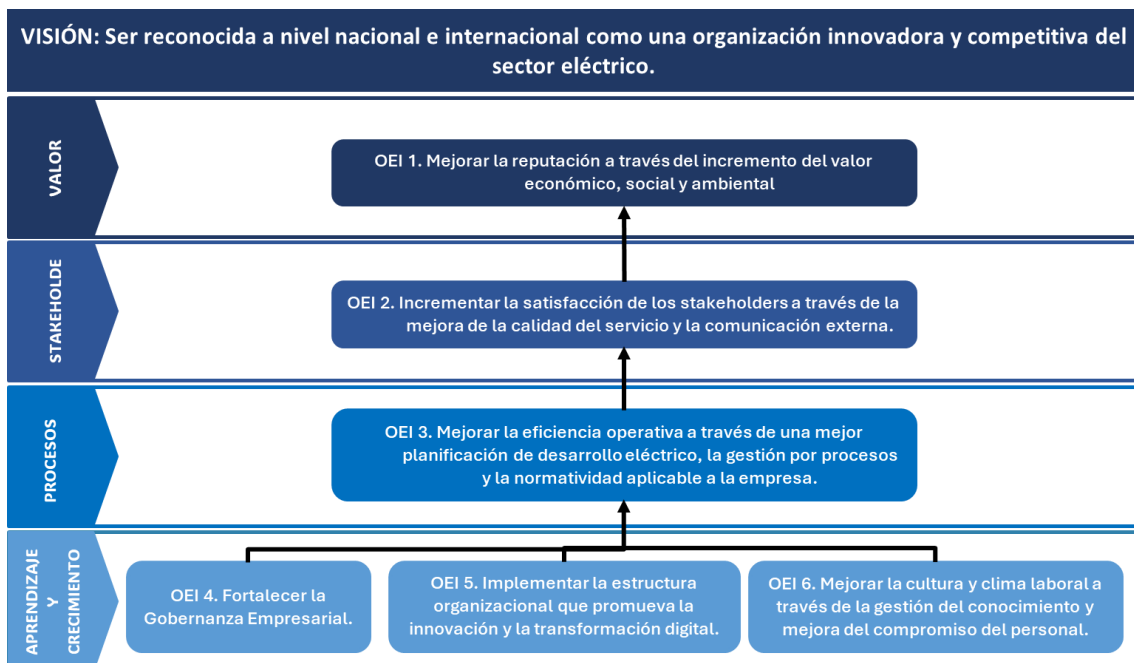 VISIÓN: Ser reconocida a nivel nacional e internacional como una organización innovadora y competitiva del
sector eléctrico.
VALOR
OEI 1. Mejorar la reputación a través del incremento del valor
económico, social y ambiental
STAKEHOLDE
OEI 2. Incrementar la satisfacción de los stakeholders a través de la
mejora de la calidad del servicio y la comunicación externa.
PROCESOS
OEI 3. Mejorar la eficiencia operativa a través de una mejor
planificación de desarrollo eléctrico, la gestión por procesos
y la normatividad aplicable a la empresa.
APRENDIZAJE
Y
CRECIMIENTO
OEI 4. Fortalecer la
Gobernanza Empresarial.
OEI 5. Implementar la estructura
organizacional que promueva la
innovación y la transformación digital.
OEI 6. Mejorar la cultura y clima laboral a
través de la gestión del conocimiento y
mejora del compromiso del personal.